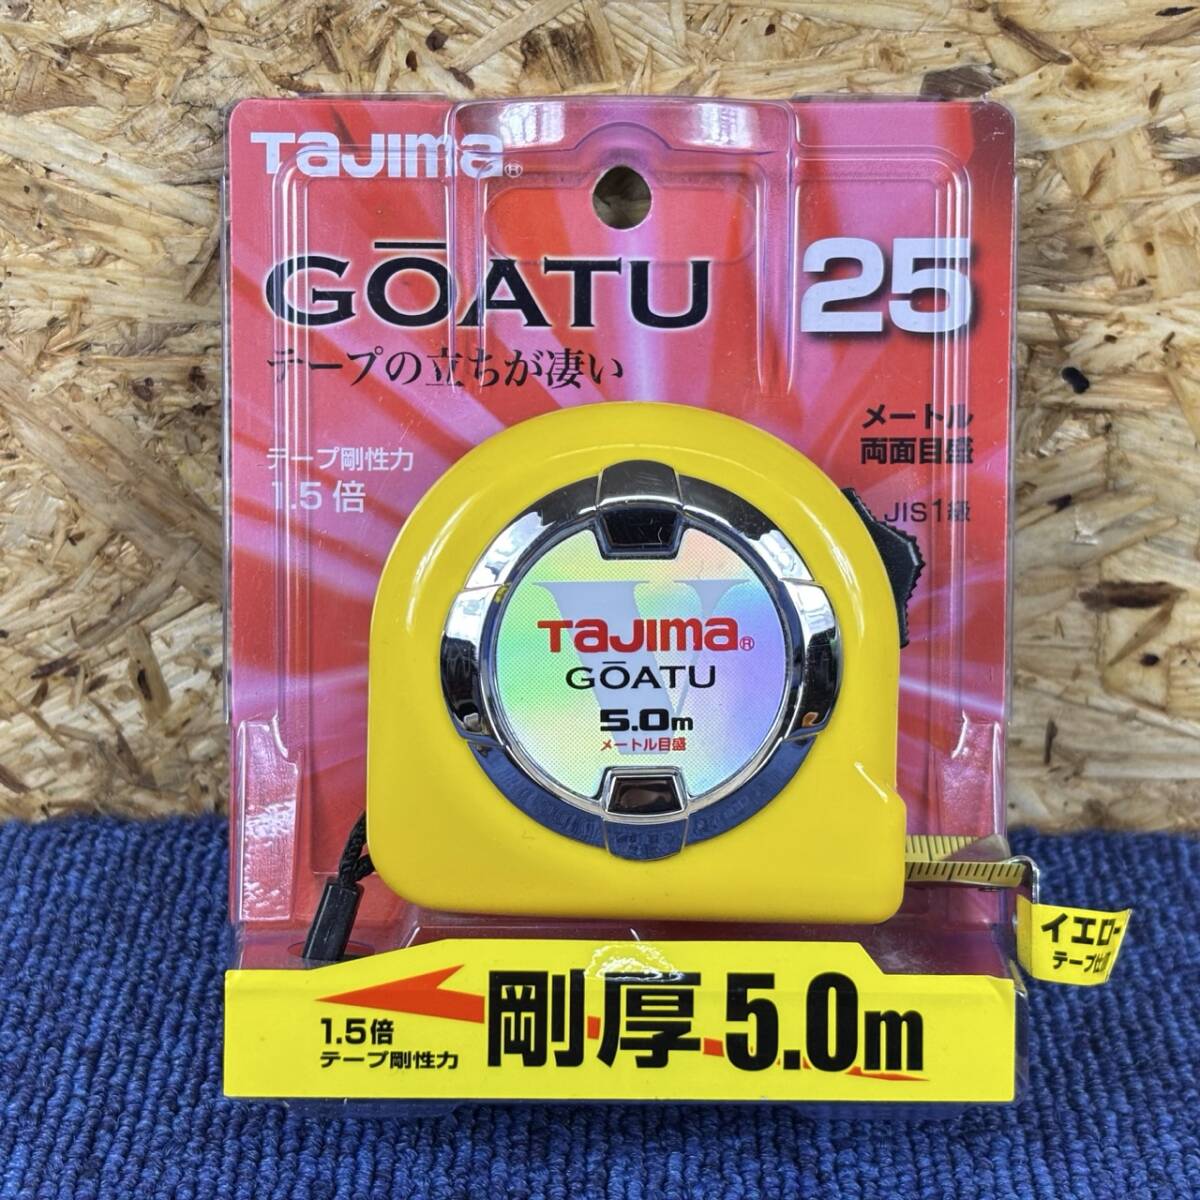 TAJIMA®
GŌATU 25
テープの立ちが凄い
メートル
両面目盛
テープ剛性力
1.5倍
JIS1級
W
TAJIMA®
GŌATU
5.0m
メートル目盛
イエロー
剛厚5.0m
1.5倍
テープ剛性力